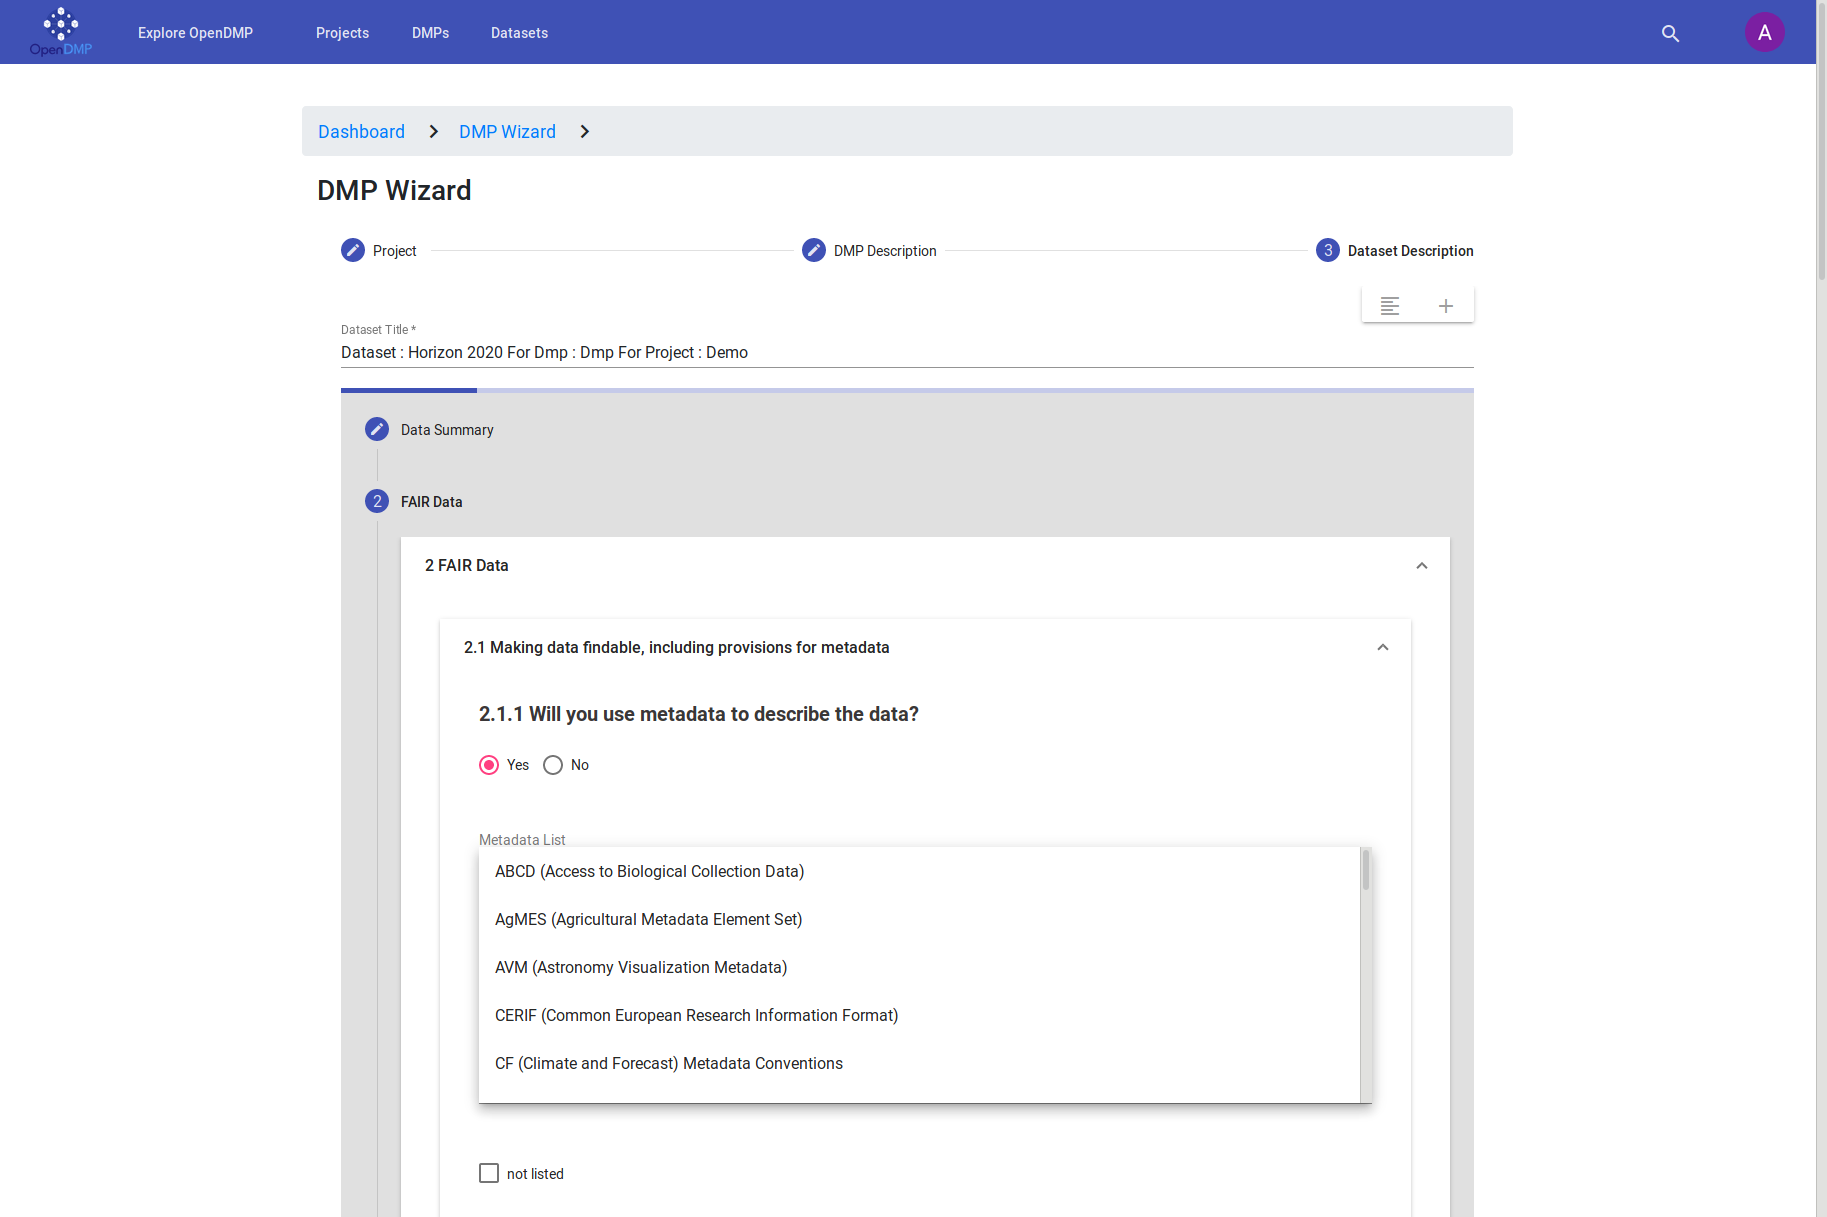 OpenDMP
Explore OpenDMP Projects DMPs Datasets A
Dashboard DMP Wizard
DMP Wizard
Project DMP Description 3 Dataset Description
Dataset Title *
Dataset : Horizon 2020 For Dmp : Dmp For Project : Demo
Data Summary
2 FAIR Data
2 FAIR Data
2.1 Making data findable, including provisions for metadata
2.1.1 Will you use metadata to describe the data?
Yes No
Metadata List
ABCD (Access to Biological Collection Data)
AgMES (Agricultural Metadata Element Set)
AVM (Astronomy Visualization Metadata)
CERIF (Common European Research Information Format)
CF (Climate and Forecast) Metadata Conventions
not listed